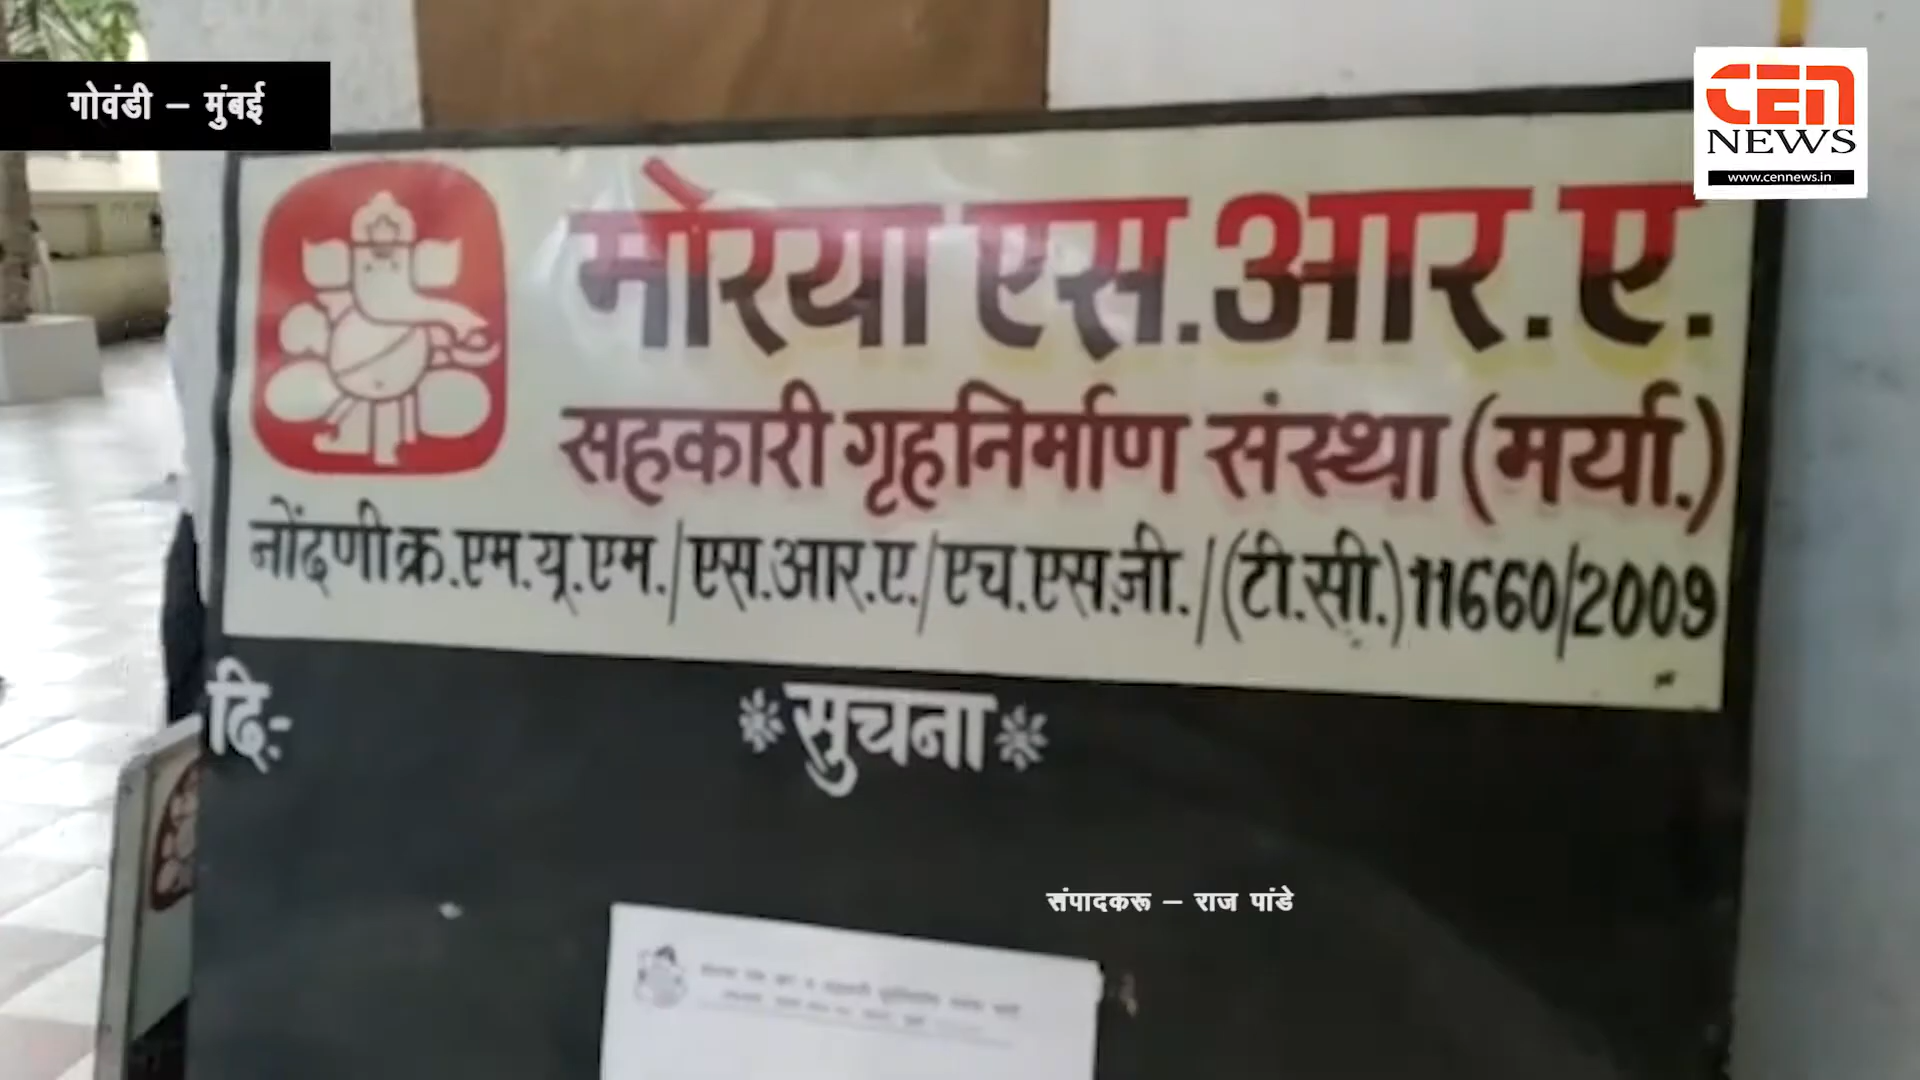 गोवंडी – मुंबई
CEN
NEWS
www.cennews.in
मोरया एस.आर.ए.
सहकारी गृहनिर्माण संस्था (मर्या.)
नोंदणी क्र.एम.यू.एम./एस.आर.ए./एच.एस.जी./(टी.सी.)11660/2009
दि:-
*सुचना*
संपादकरू – राज पांडे